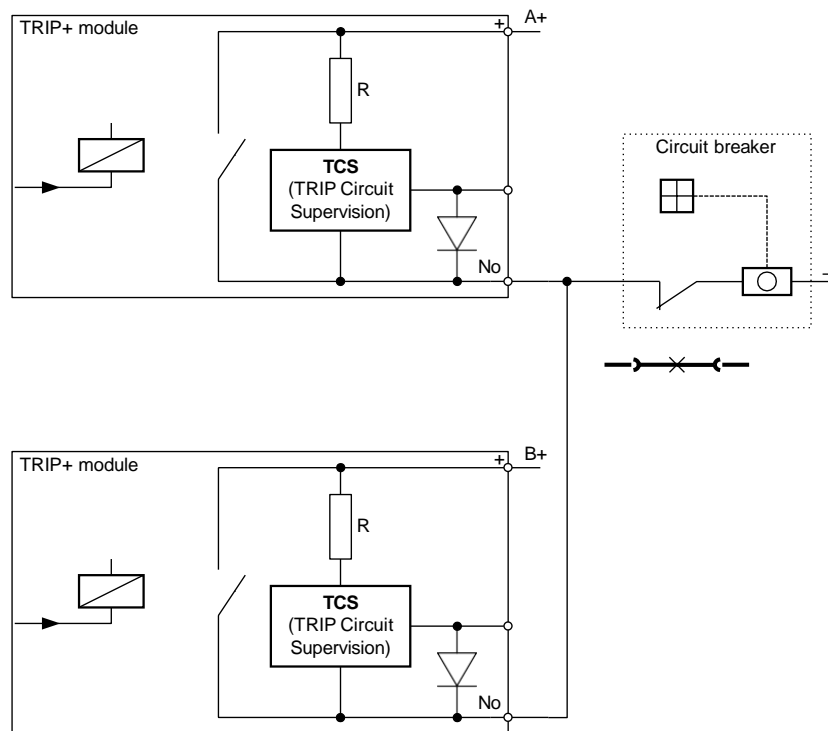 TRIP+ module
+
A+
R
TCS
(TRIP Circuit
Supervision)
No
Circuit breaker
–
TRIP+ module
+
B+
R
TCS
(TRIP Circuit
Supervision)
No